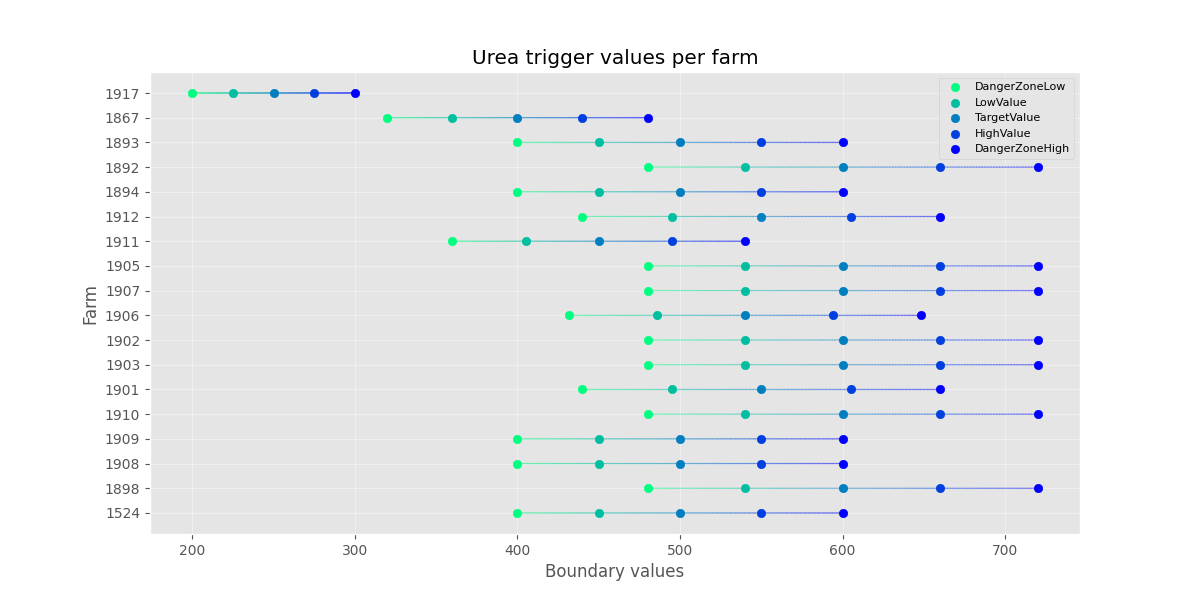 Urea trigger values per farm
DangerZoneLow
LowValue
TargetValue
HighValue
DangerZoneHigh
Farm
1917
1867
1893
1892
1894
1912
1911
1905
1907
1906
1902
1903
1901
1910
1909
1908
1898
1524
200 300 400 500 600 700
Boundary values